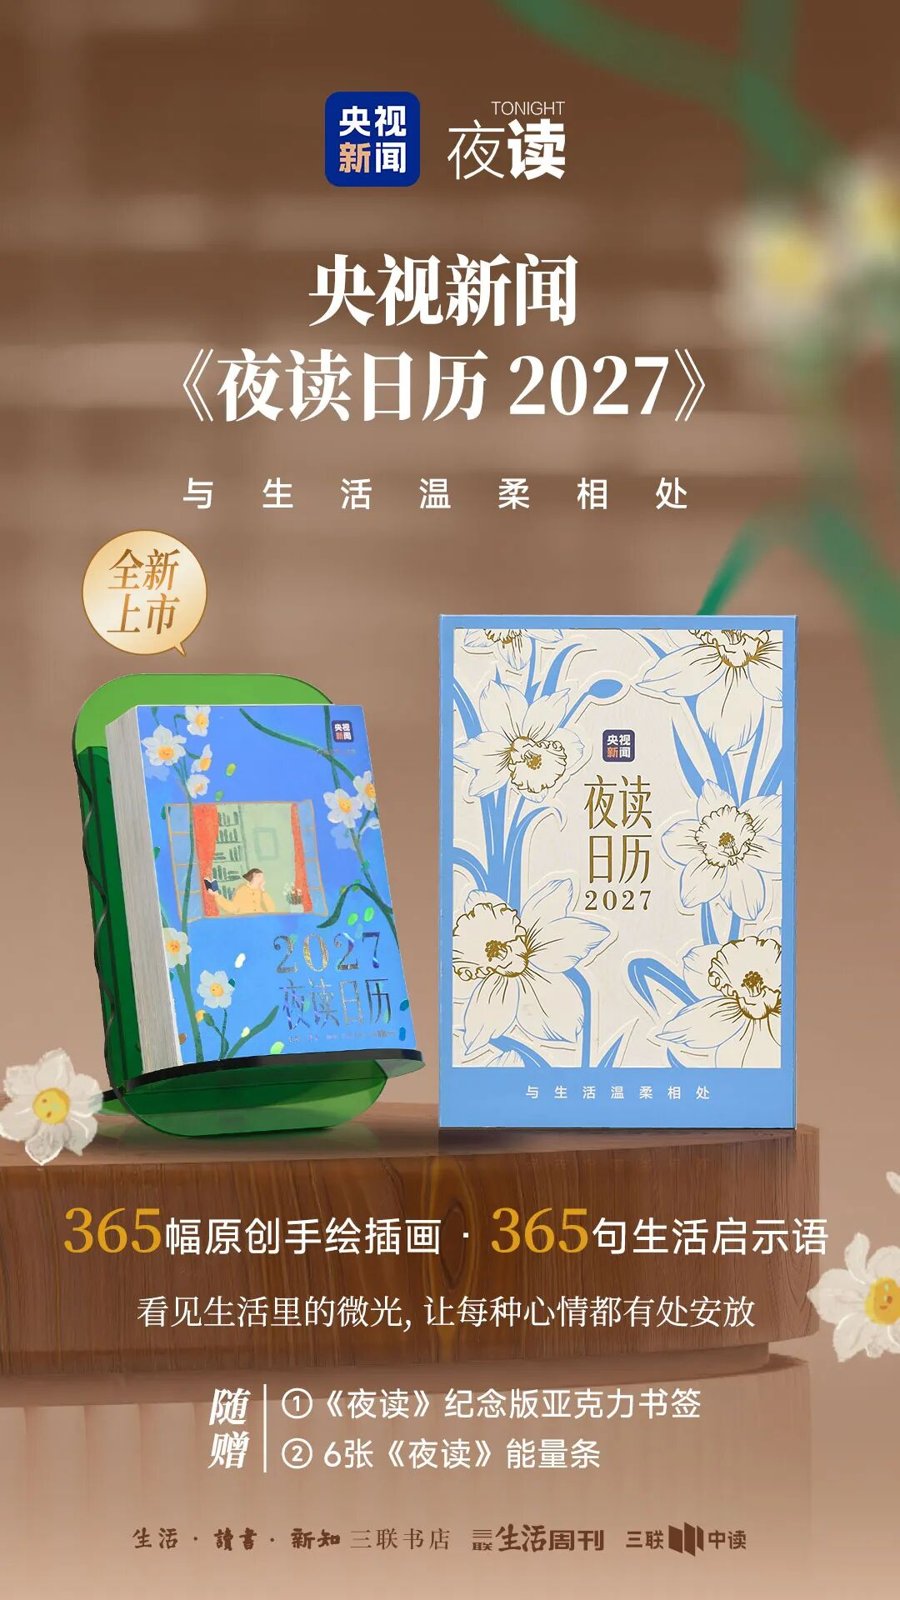 央视
新闻
TONIGHT
夜读
央视新闻
《夜读日历 2027》
与生活温柔相处
全新
上市
央视
新闻
2027
夜读日历
央视
新闻
夜读
日历
2027
与生活温柔相处
365幅原创手绘插画 · 365句生活启示语
看见生活里的微光, 让每种心情都有处安放
随赠
①《夜读》纪念版亚克力书签
② 6张《夜读》能量条
生活 · 讀書 · 新知 三联书店 三联生活周刊 三联中读